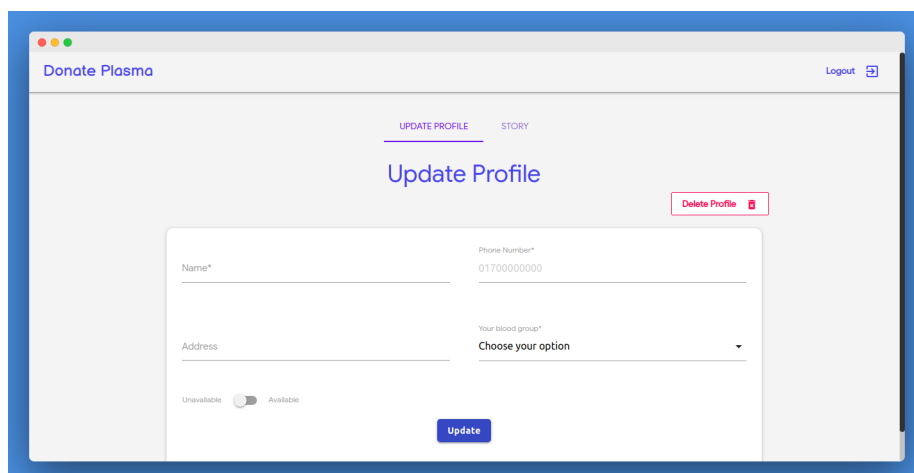 Donate Plasma
Logout
UPDATE PROFILE STORY
Update Profile
Delete Profile
Name*
Phone Number*
01700000000
Address
Your blood group*
Choose your option
Unavailable Available
Update